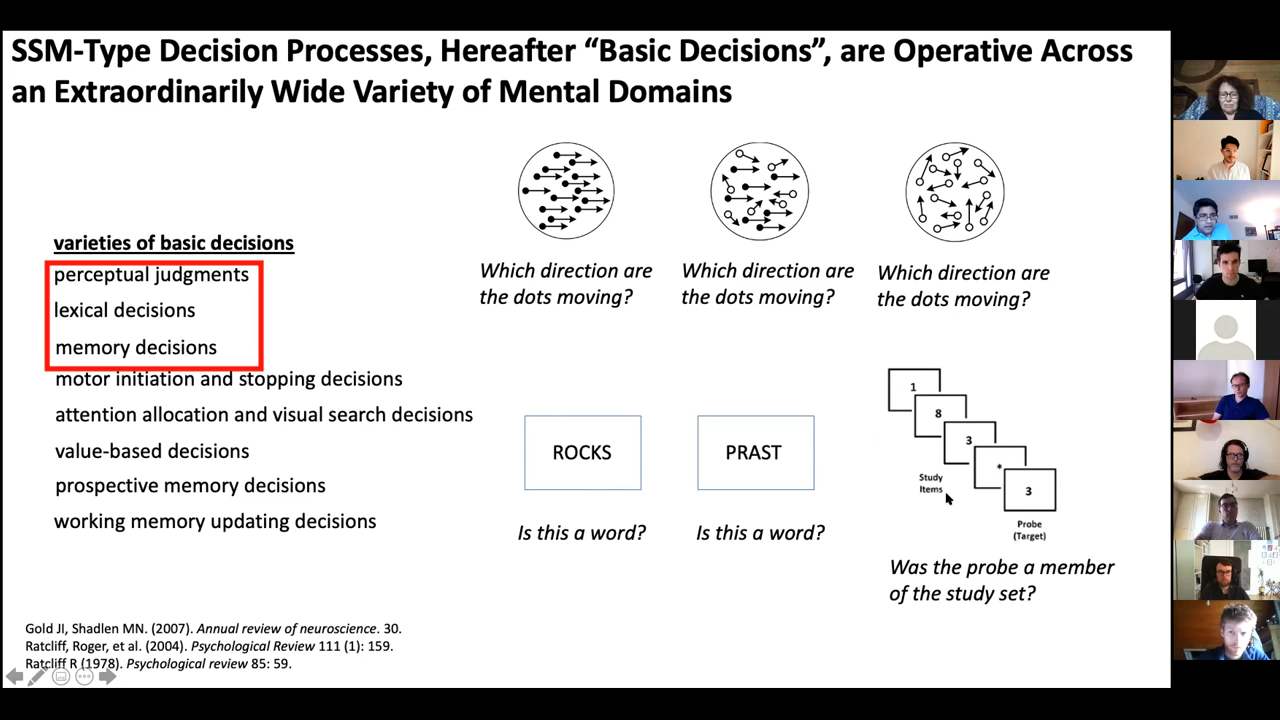 SSM-Type Decision Processes, Hereafter “Basic Decisions”, are Operative Across
an Extraordinarily Wide Variety of Mental Domains
varieties of basic decisions
perceptual judgments
lexical decisions
memory decisions
motor initiation and stopping decisions
attention allocation and visual search decisions
value-based decisions
prospective memory decisions
working memory updating decisions
Which direction are
the dots moving?
Which direction are
the dots moving?
Which direction are
the dots moving?
ROCKS
Is this a word?
PRAST
Is this a word?
1
8
3
*
3
Study
Items
Probe
(Target)
Was the probe a member
of the study set?
Gold JI, Shadlen MN. (2007). Annual review of neuroscience. 30.
Ratcliff, Roger, et al. (2004). Psychological Review 111 (1): 159.
Ratcliff R (1978). Psychological review 85: 59.